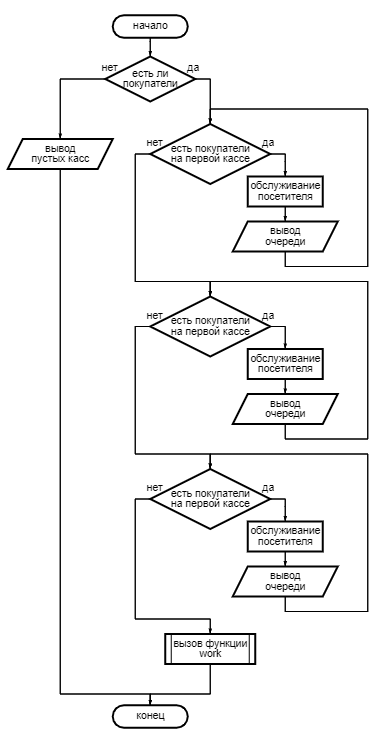 начало
нет
да
есть ли
покупатели
вывод
пустых касс
нет
да
есть покупатели
на первой кассе
обслуживание
посетителя
вывод
очереди
нет
да
есть покупатели
на первой кассе
обслуживание
посетителя
вывод
очереди
нет
да
есть покупатели
на первой кассе
обслуживание
посетителя
вывод
очереди
вызов функции
work
конец